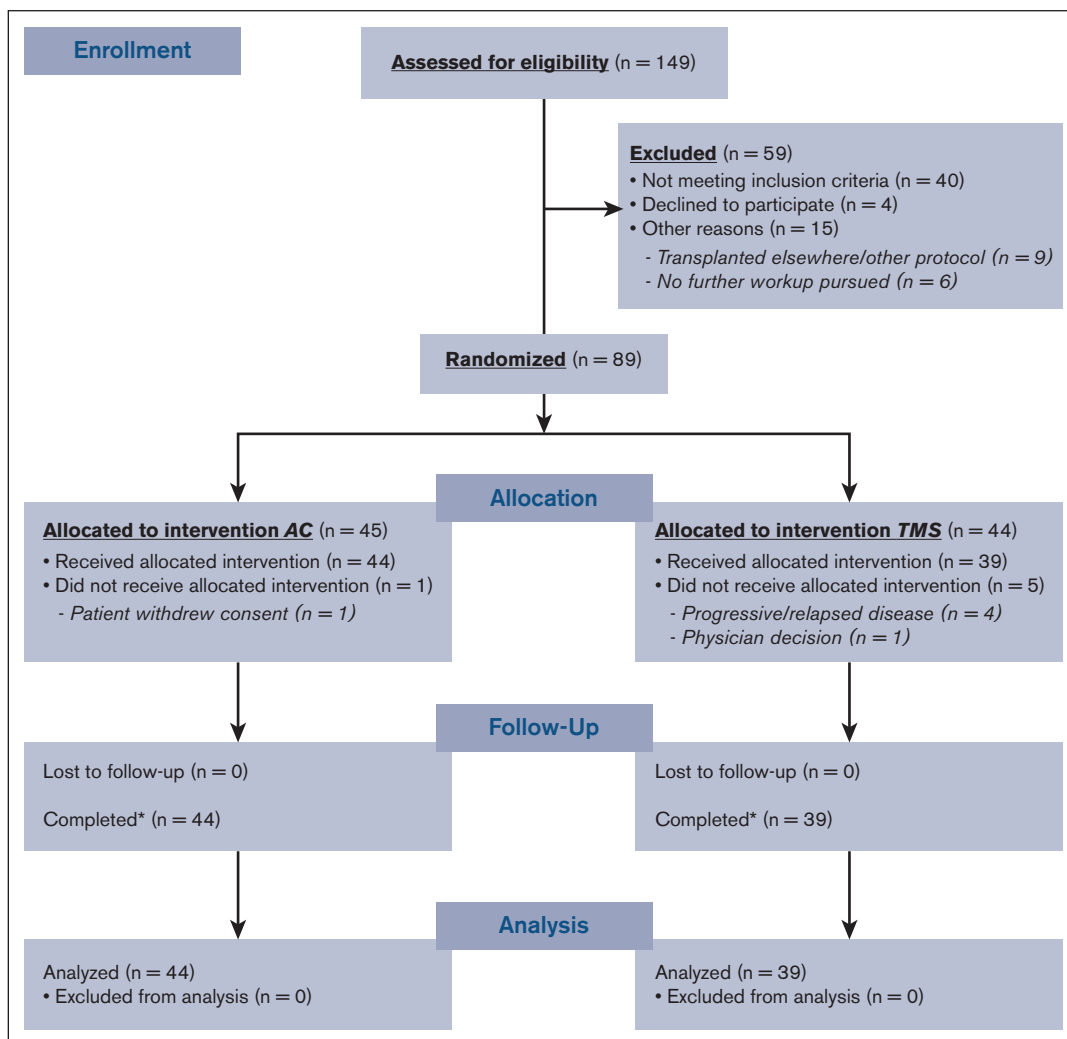 Enrollment
Assessed for eligibility (n = 149)
Excluded (n = 59)
• Not meeting inclusion criteria (n = 40)
• Declined to participate (n = 4)
• Other reasons (n = 15)
- Transplanted elsewhere/other protocol (n = 9)
- No further workup pursued (n = 6)
Randomized (n = 89)
Allocation
Allocated to intervention AC (n = 45)
• Received allocated intervention (n = 44)
• Did not receive allocated intervention (n = 1)
- Patient withdrew consent (n = 1)
Allocated to intervention TMS (n = 44)
• Received allocated intervention (n = 39)
• Did not receive allocated intervention (n = 5)
- Progressive/relapsed disease (n = 4)
- Physician decision (n = 1)
Follow-Up
Lost to follow-up (n = 0)
Completed* (n = 44)
Lost to follow-up (n = 0)
Completed* (n = 39)
Analysis
Analyzed (n = 44)
• Excluded from analysis (n = 0)
Analyzed (n = 39)
• Excluded from analysis (n = 0)